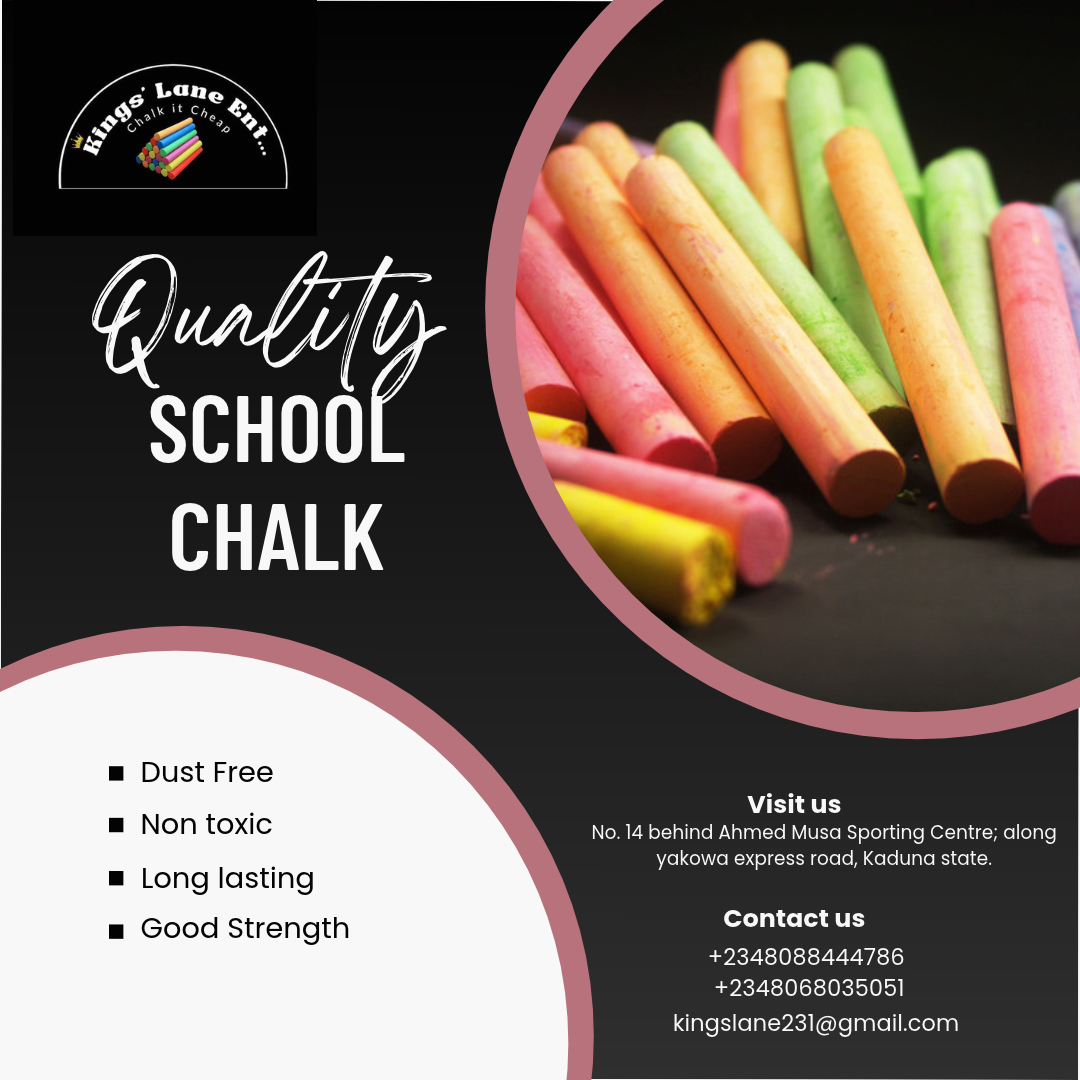 Kings' Lane Ent...
Chalk it Cheap
Quality
SCHOOL
CHALK
Dust Free
Non toxic
Long lasting
Good Strength
Visit us
No. 14 behind Ahmed Musa Sporting Centre; along
yakowa express road, Kaduna state.
Contact us
+2348088444786
+2348068035051
kingslane231@gmail.com